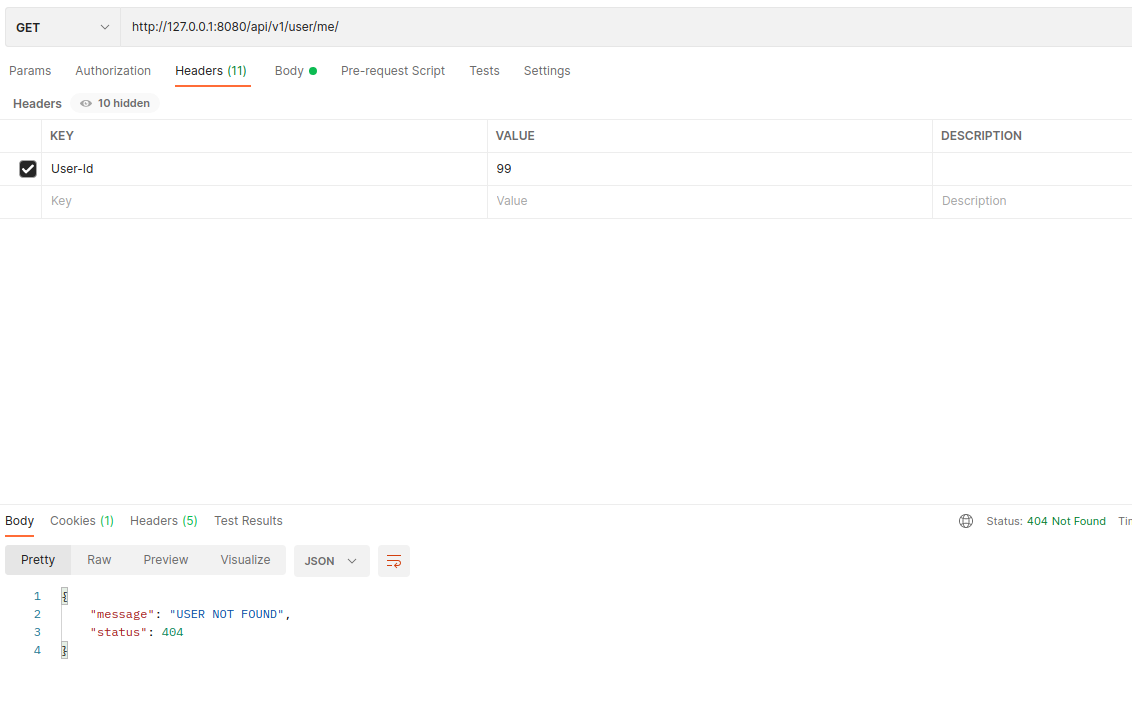 GET http://127.0.0.1:8080/api/v1/user/me/
Params Authorization Headers (11) Body Pre-request Script Tests Settings
Headers 10 hidden
KEY VALUE DESCRIPTION
User-Id 99
Key Value Description
Body Cookies (1) Headers (5) Test Results Status: 404 Not Found Tir
Pretty Raw Preview Visualize JSON
1 {
2 "message": "USER NOT FOUND",
3 "status": 404
4 }